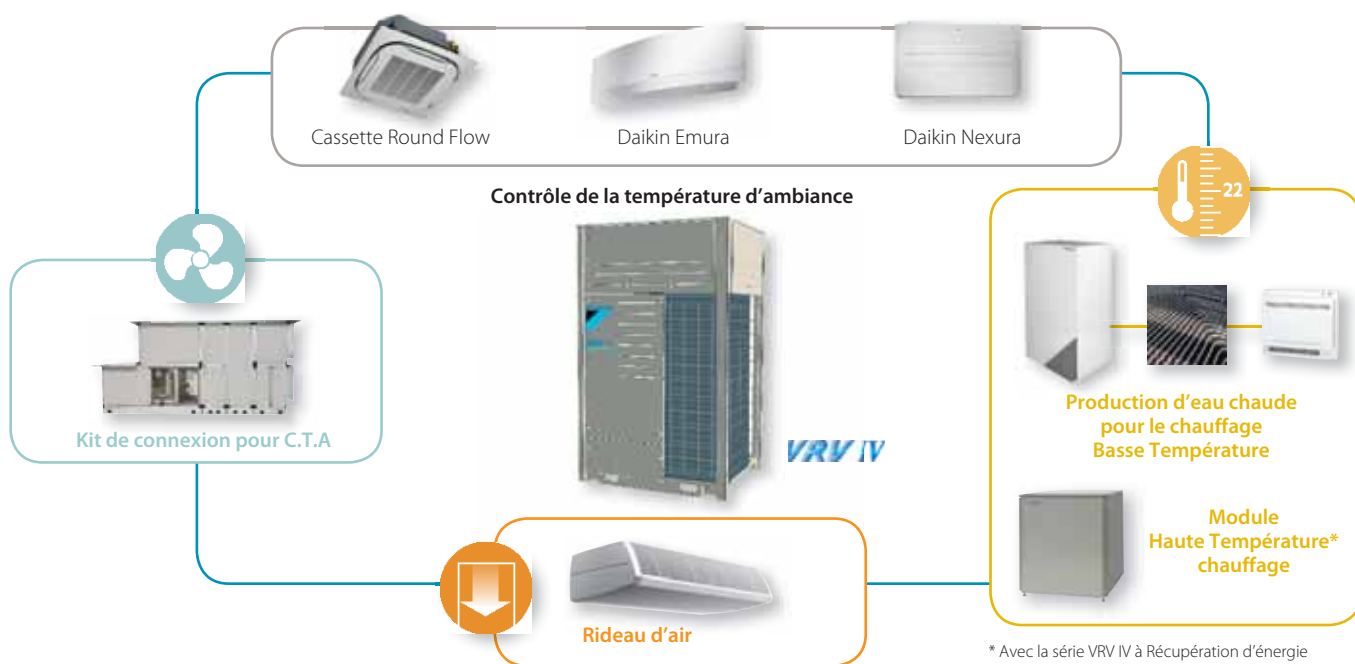 Cassette Round Flow
Daikin Emura
Daikin Nexura
Contrôle de la température d'ambiance
22
Kit de connexion pour C.T.A
VRV IV
Production d'eau chaude
pour le chauffage
Basse Température
Module
Haute Température*
chauffage
Rideau d'air
* Avec la série VRV IV à Récupération d'énergie